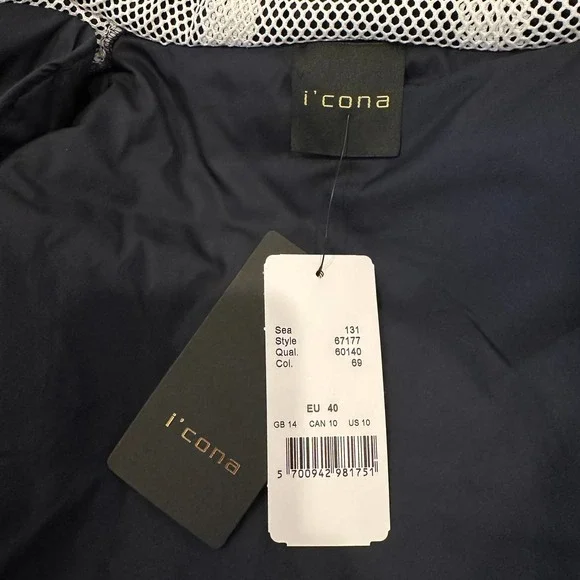 i'cona
Sea 131
Style 67177
Qual. 60140
Col. 69
EU 40
GB 14 CAN 10 US 10
5 700942 981751
i'cona